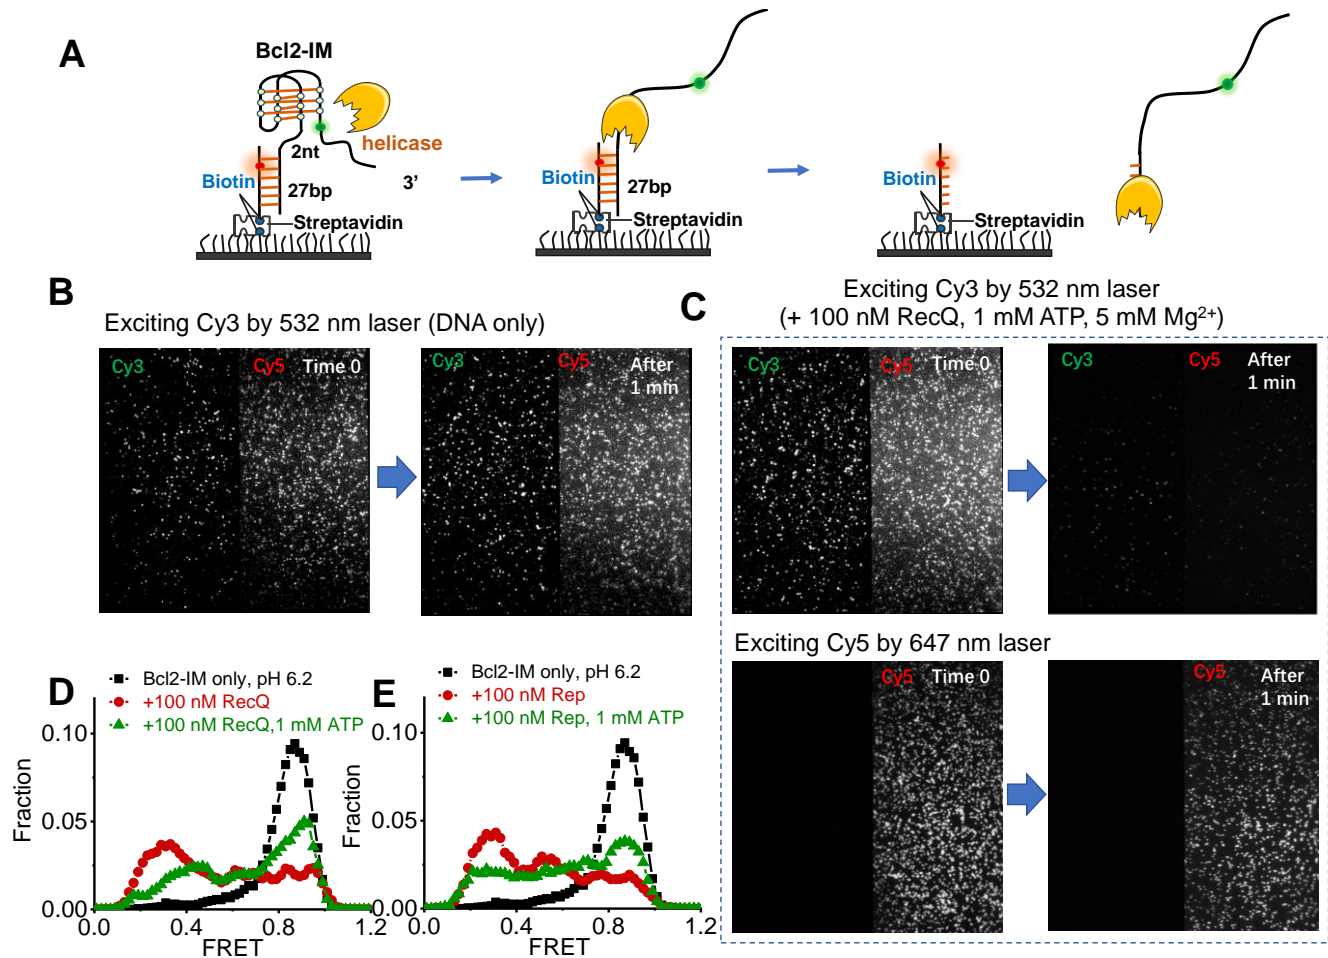 A
Bcl2-IM
helicase
2nt
Biotin
27bp
3’
Streptavidin
Biotin
27bp
Streptavidin
Biotin
Streptavidin
B
Exciting Cy3 by 532 nm laser (DNA only)
Cy3
Cy5
Time 0
Cy3
Cy5
After
1 min
C
Exciting Cy3 by 532 nm laser
(+ 100 nM RecQ, 1 mM ATP, 5 mM Mg²⁺)
Cy3
Cy5
Time 0
Cy3
Cy5
After
1 min
Exciting Cy5 by 647 nm laser
Cy5
Time 0
Cy5
After
1 min
D
Bcl2-IM only, pH 6.2
+100 nM RecQ
+100 nM RecQ,1 mM ATP
0.10
0.05
0.00
Fraction
0.0
0.4
0.8
1.2
FRET
E
Bcl2-IM only, pH 6.2
+100 nM Rep
+100 nM Rep, 1 mM ATP
0.10
0.05
0.00
Fraction
0.0
0.4
0.8
1.2
FRET